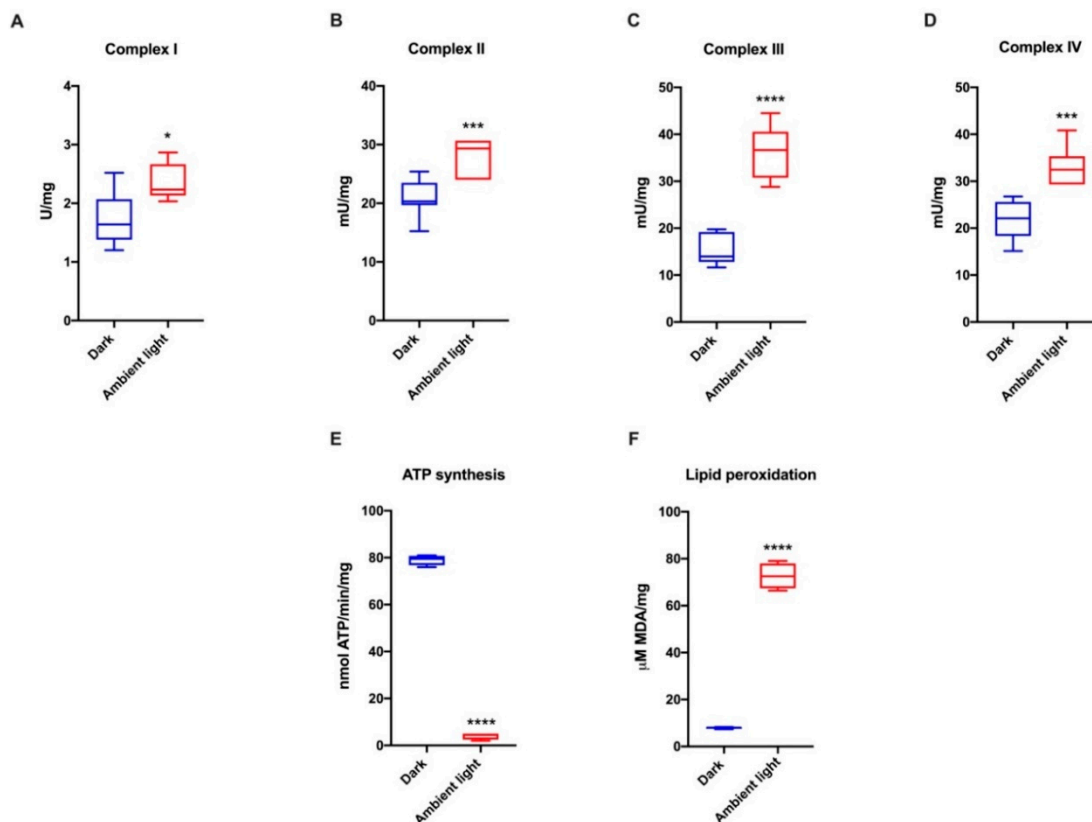 A
Complex I
U/mg
4
3
2
1
0
*
Dark
Ambient light
B
Complex II
mU/mg
40
30
20
10
0
***
Dark
Ambient light
C
Complex III
mU/mg
50
40
30
20
10
0
****
Dark
Ambient light
D
Complex IV
mU/mg
50
40
30
20
10
0
***
Dark
Ambient light
E
ATP synthesis
nmol ATP/min/mg
100
80
60
40
20
0
****
Dark
Ambient light
F
Lipid peroxidation
μM MDA/mg
100
80
60
40
20
0
****
Dark
Ambient light